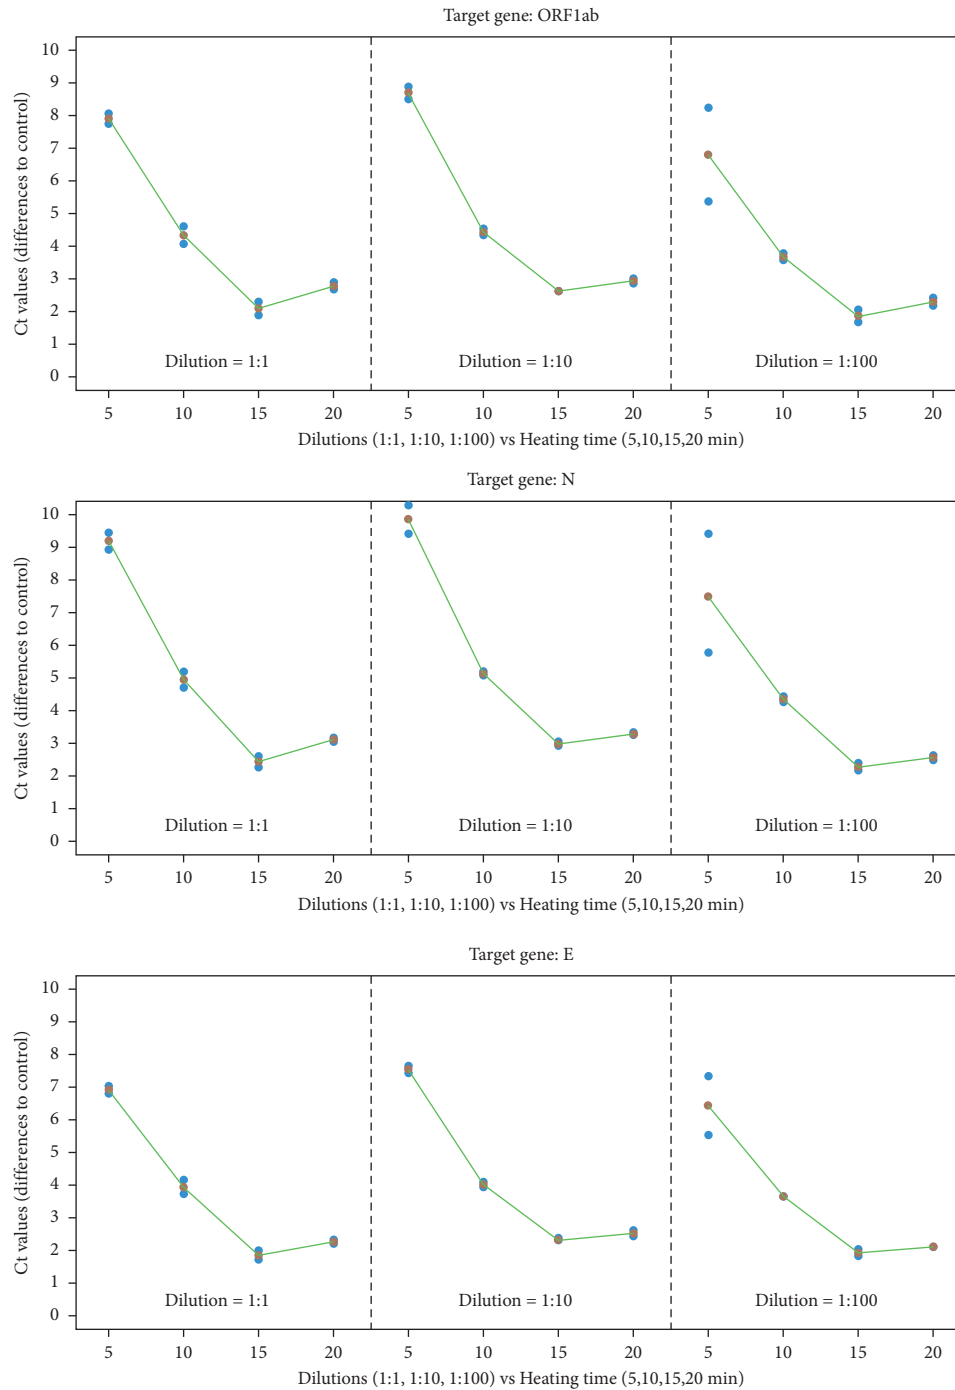 Target gene: ORF1ab
Ct values (differences to control)
10
9
8
7
6
5
4
3
2
1
0
Dilution = 1:1
Dilution = 1:10
Dilution = 1:100
5 10 15 20 5 10 15 20 5 10 15 20
Dilutions (1:1, 1:10, 1:100) vs Heating time (5,10,15,20 min)
Target gene: N
Ct values (differences to control)
10
9
8
7
6
5
4
3
2
1
0
Dilution = 1:1
Dilution = 1:10
Dilution = 1:100
5 10 15 20 5 10 15 20 5 10 15 20
Dilutions (1:1, 1:10, 1:100) vs Heating time (5,10,15,20 min)
Target gene: E
Ct values (differences to control)
10
9
8
7
6
5
4
3
2
1
0
Dilution = 1:1
Dilution = 1:10
Dilution = 1:100
5 10 15 20 5 10 15 20 5 10 15 20
Dilutions (1:1, 1:10, 1:100) vs Heating time (5,10,15,20 min)